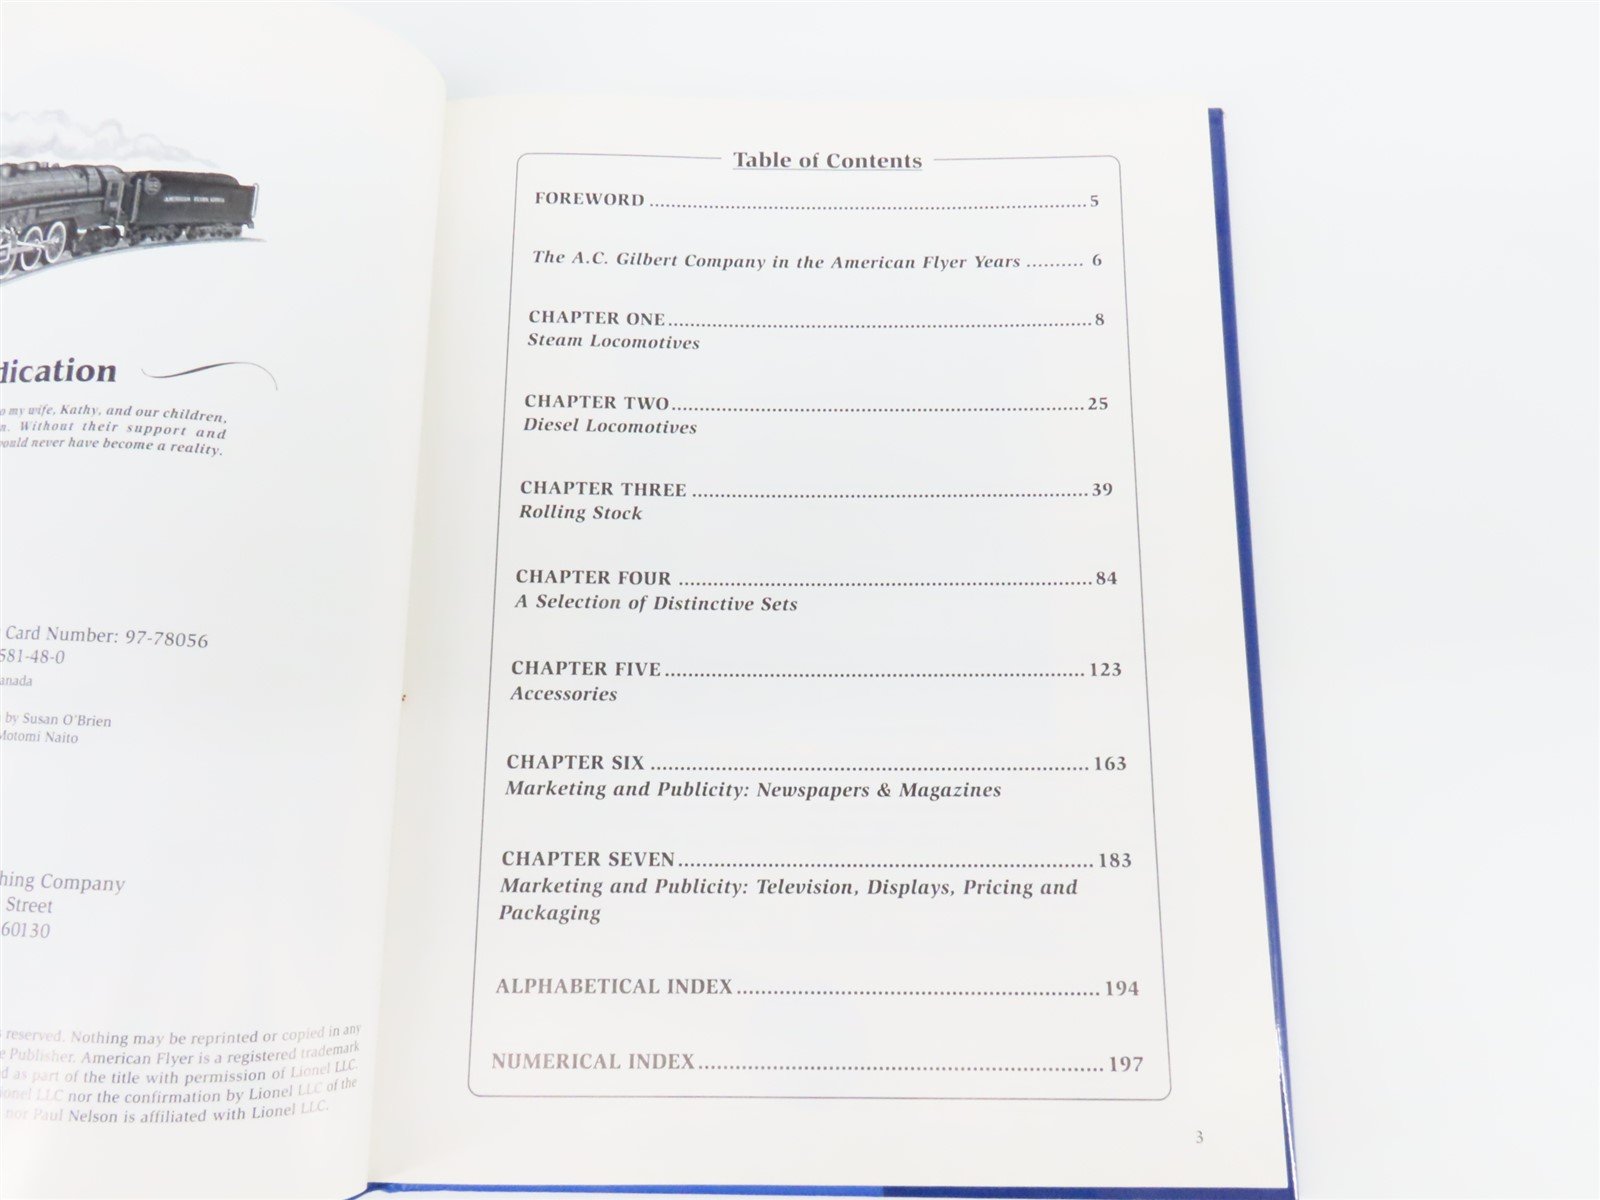 AMERICAN FLYER LINES
dication
my wife, Kathy, and our children,
Without their support and
never have become a reality.
Card Number: 97-78056
581-48-0
by Susan O'Brien
Motomi Naito
Company
Street
60130
reserved. Nothing may be reprinted or copied in any
Publisher. American Flyer is a registered trademark
as part of the title with permission of Lionel LLC.
LLC nor the confirmation by Lionel LLC of the
nor Paul Nelson is affiliated with Lionel LLC.
Table of Contents
FOREWORD ........ 5
The A.C. Gilbert Company in the American Flyer Years .......... 6
CHAPTER ONE ........ 8
Steam Locomotives
CHAPTER TWO ........ 25
Diesel Locomotives
CHAPTER THREE ........ 39
Rolling Stock
CHAPTER FOUR ........ 84
A Selection of Distinctive Sets
CHAPTER FIVE ........ 123
Accessories
CHAPTER SIX ........ 163
Marketing and Publicity: Newspapers & Magazines
CHAPTER SEVEN ........ 183
Marketing and Publicity: Television, Displays, Pricing and
Packaging
ALPHABETICAL INDEX ........ 194
NUMERICAL INDEX ........ 197
3